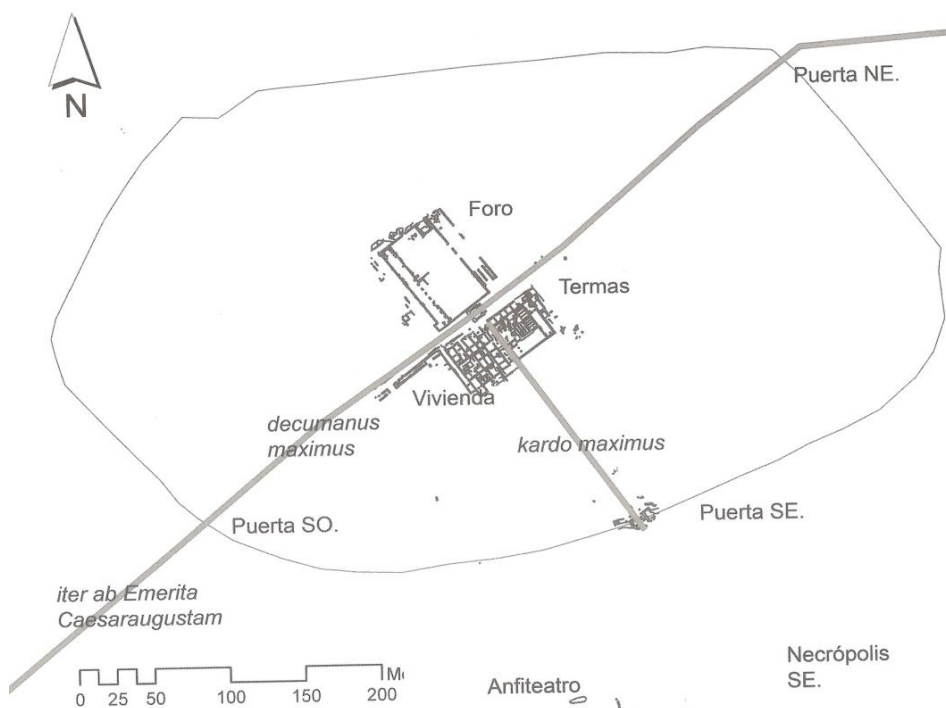 N
Puerta NE.
Foro
Termas
Vivienda
decumanus
maximus
kardo maximus
Puerta SO.
Puerta SE.
iter ab Emerita
Caesaraugustam
0 25 50 100 150 200
Necrópolis
SE.
Anfiteatro